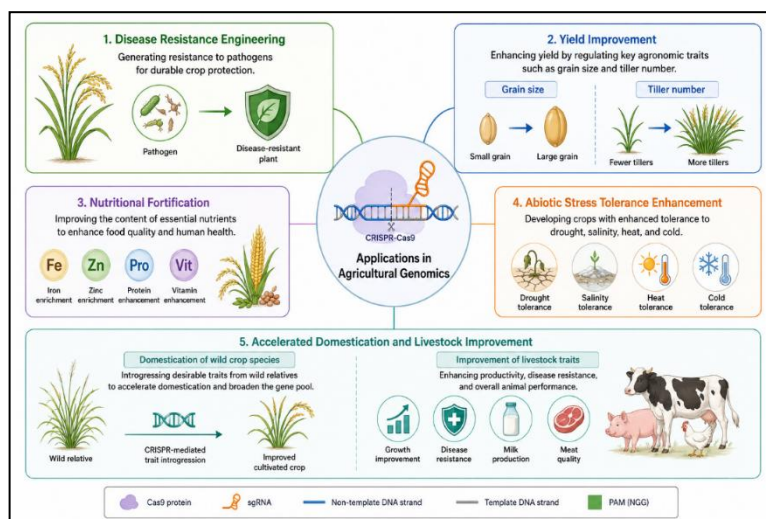 1. Disease Resistance Engineering
Generating resistance to pathogens
for durable crop protection.
Pathogen
Disease-resistant
plant
2. Yield Improvement
Enhancing yield by regulating key agronomic traits
such as grain size and tiller number.
Grain size
Tiller number
Small grain
Large grain
Fewer tillers
More tillers
CRISPR-Cas9
Applications in
Agricultural Genomics
3. Nutritional Fortification
Improving the content of essential nutrients
to enhance food quality and human health.
Fe
Zn
Pro
Vit
Iron
enrichment
Zinc
enrichment
Protein
enhancement
Vitamin
enhancement
4. Abiotic Stress Tolerance Enhancement
Developing crops with enhanced tolerance to
drought, salinity, heat, and cold.
Drought
tolerance
Salinity
tolerance
Heat
tolerance
Cold
tolerance
5. Accelerated Domestication and Livestock Improvement
Domestication of wild crop species
Introgressing desirable traits from wild relatives
to accelerate domestication and broaden the gene pool.
Wild relative
CRISPR-mediated
trait introgression
Improved
cultivated crop
Improvement of livestock traits
Enhancing productivity, disease resistance,
and overall animal performance.
Growth
improvement
Disease
resistance
Milk
production
Meat
quality
Cas9 protein
sgRNA
Non-template DNA strand
Template DNA strand
PAM (NGG)